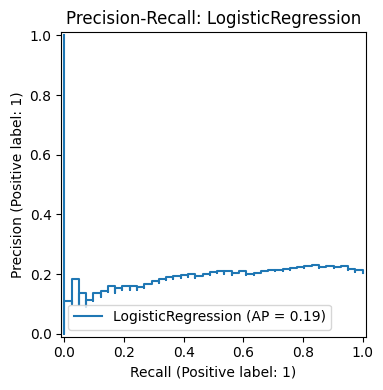 Precision-Recall: LogisticRegression
Precision (Positive label: 1)
1.0
0.8
0.6
0.4
0.2
0.0
LogisticRegression (AP = 0.19)
0.0 0.2 0.4 0.6 0.8 1.0
Recall (Positive label: 1)